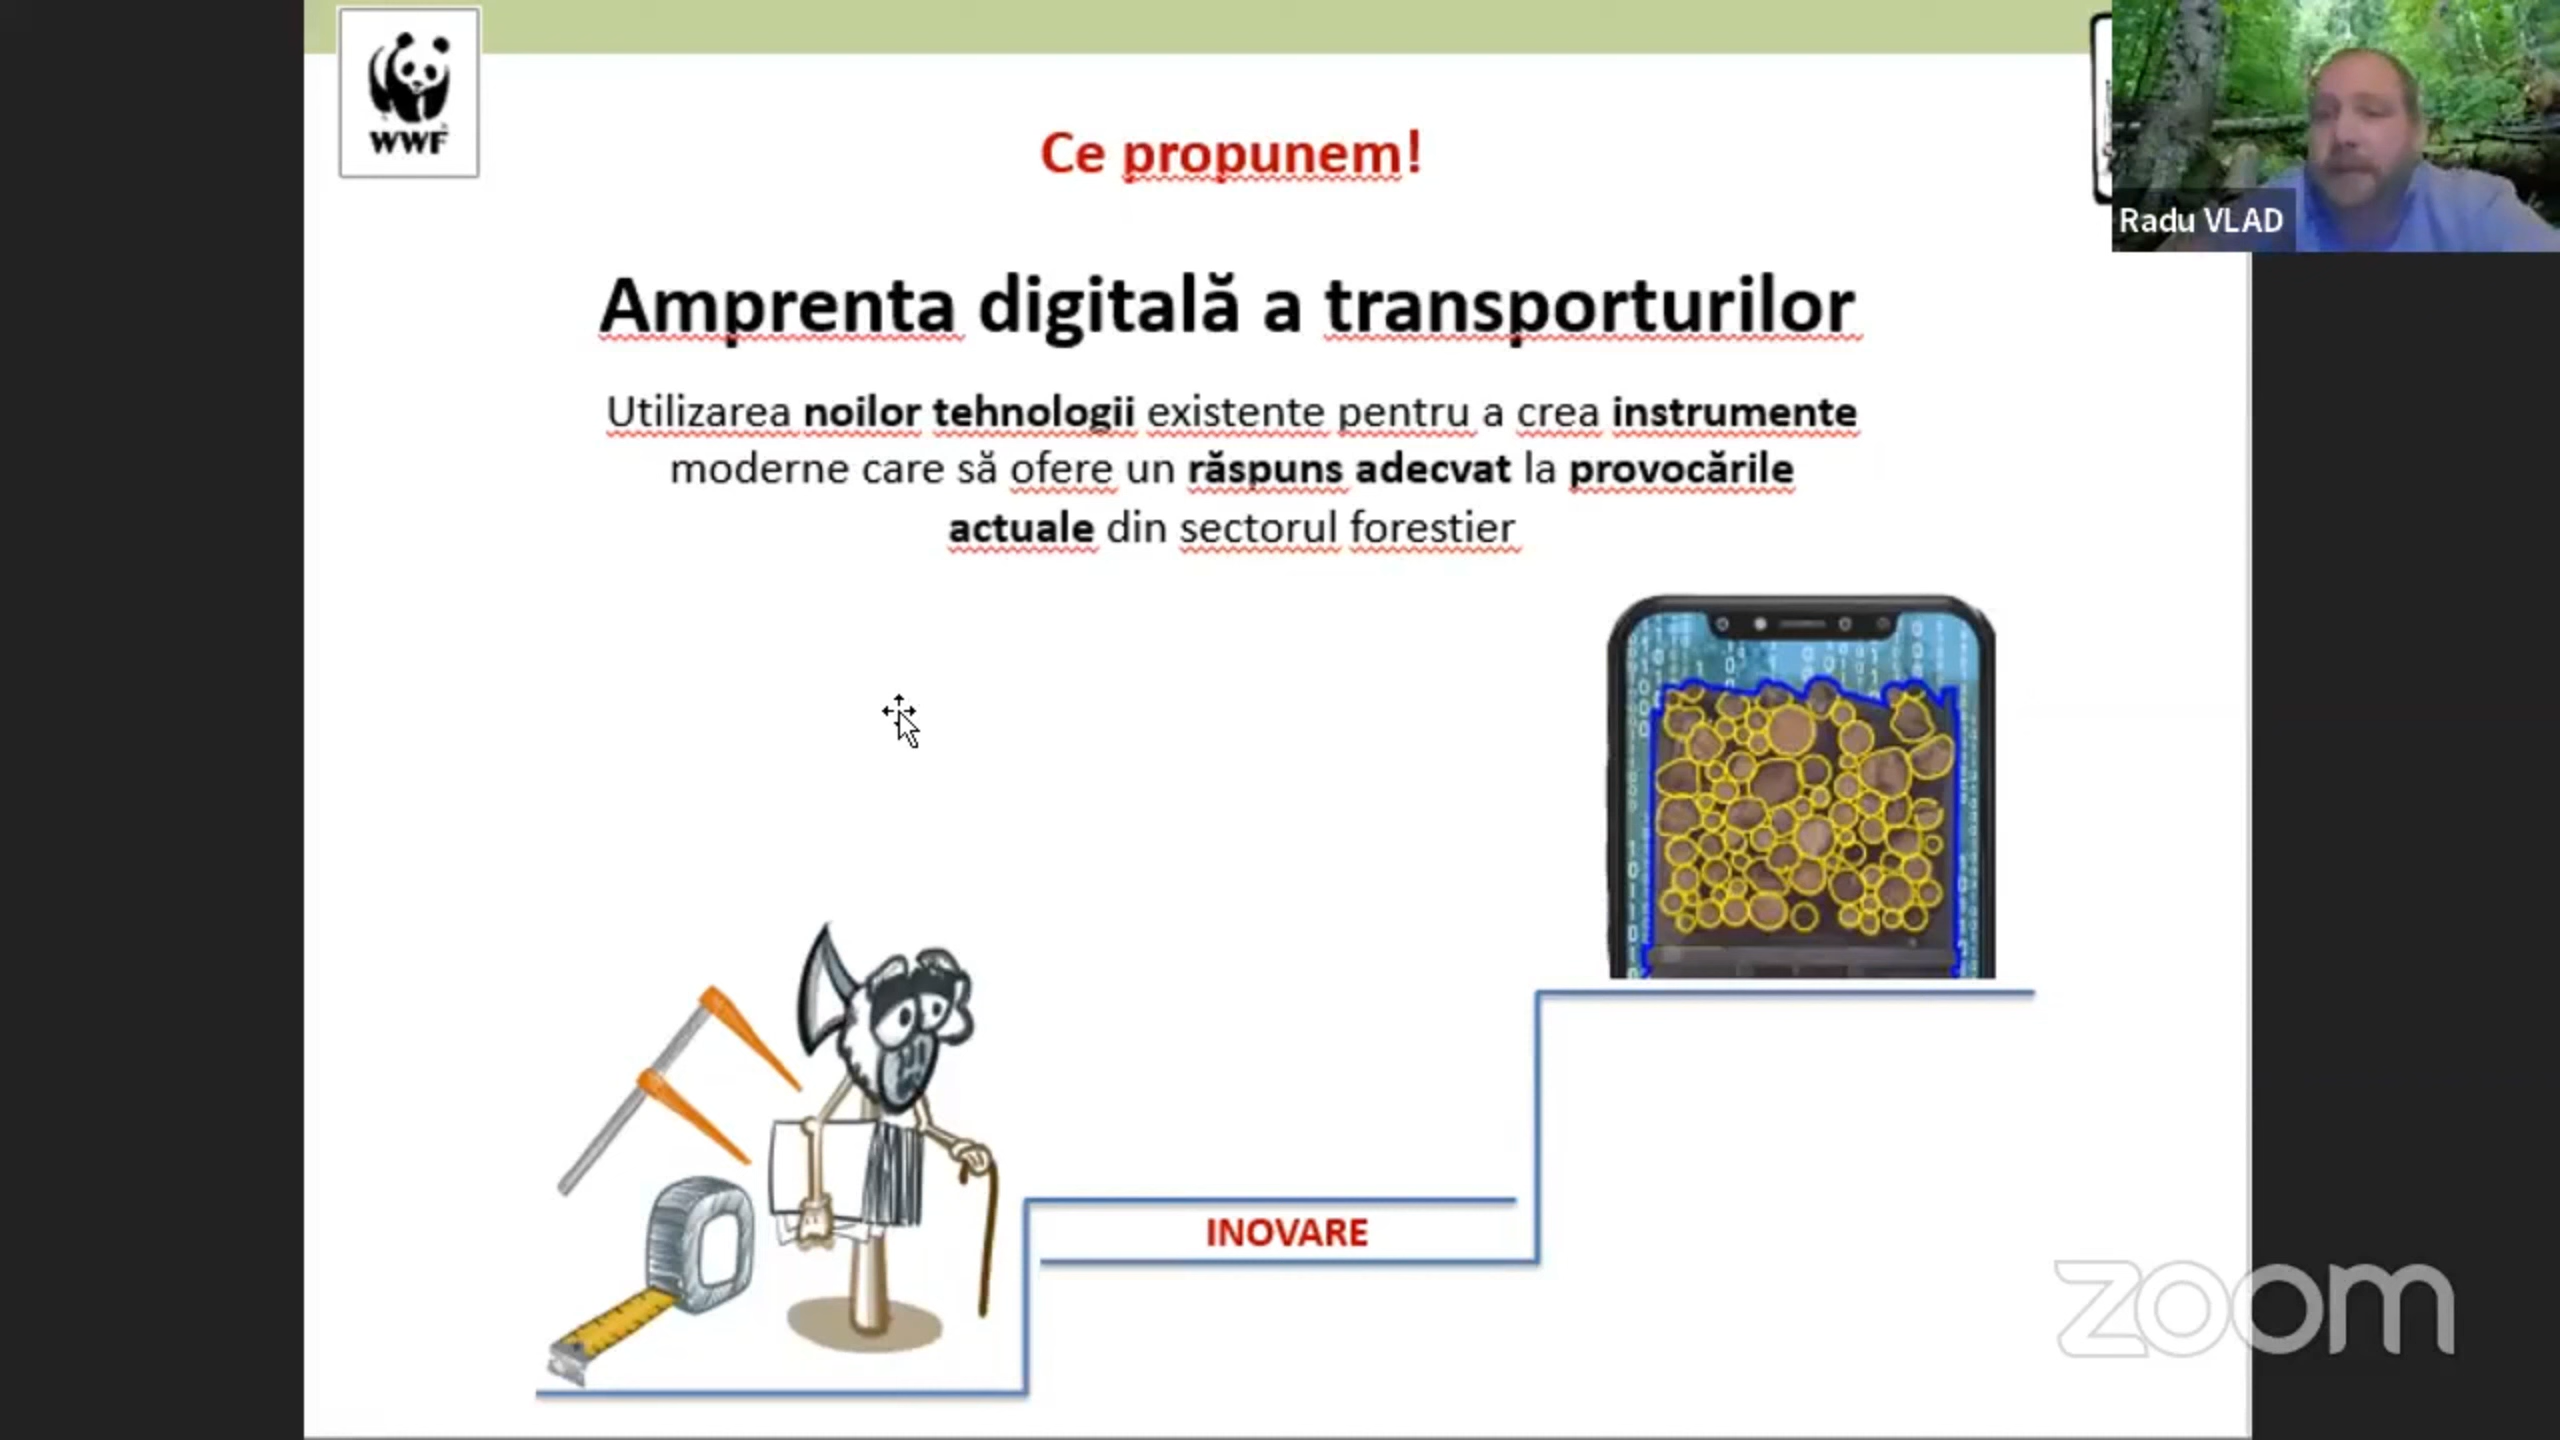 WWF
Ce propunem!
Radu VLAD
Amprenta digitală a transporturilor
Utilizarea noilor tehnologii existente pentru a crea instrumente
moderne care să ofere un răspuns adecvat la provocările
actuale din sectorul forestier
INOVARE
zoom